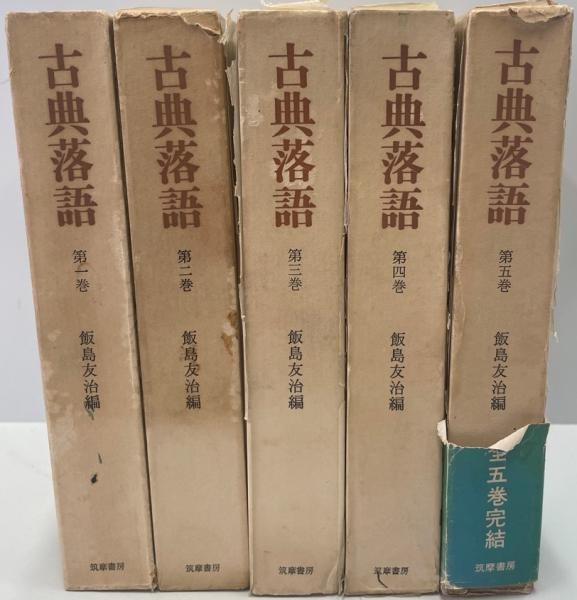 古典落語
第一巻
飯島友治編
筑摩書房
古典落語
第二巻
飯島友治編
筑摩書房
古典落語
第三巻
飯島友治編
筑摩書房
古典落語
第四巻
飯島友治編
筑摩書房
古典落語
第五巻
飯島友治編
全五巻完結
筑摩書房